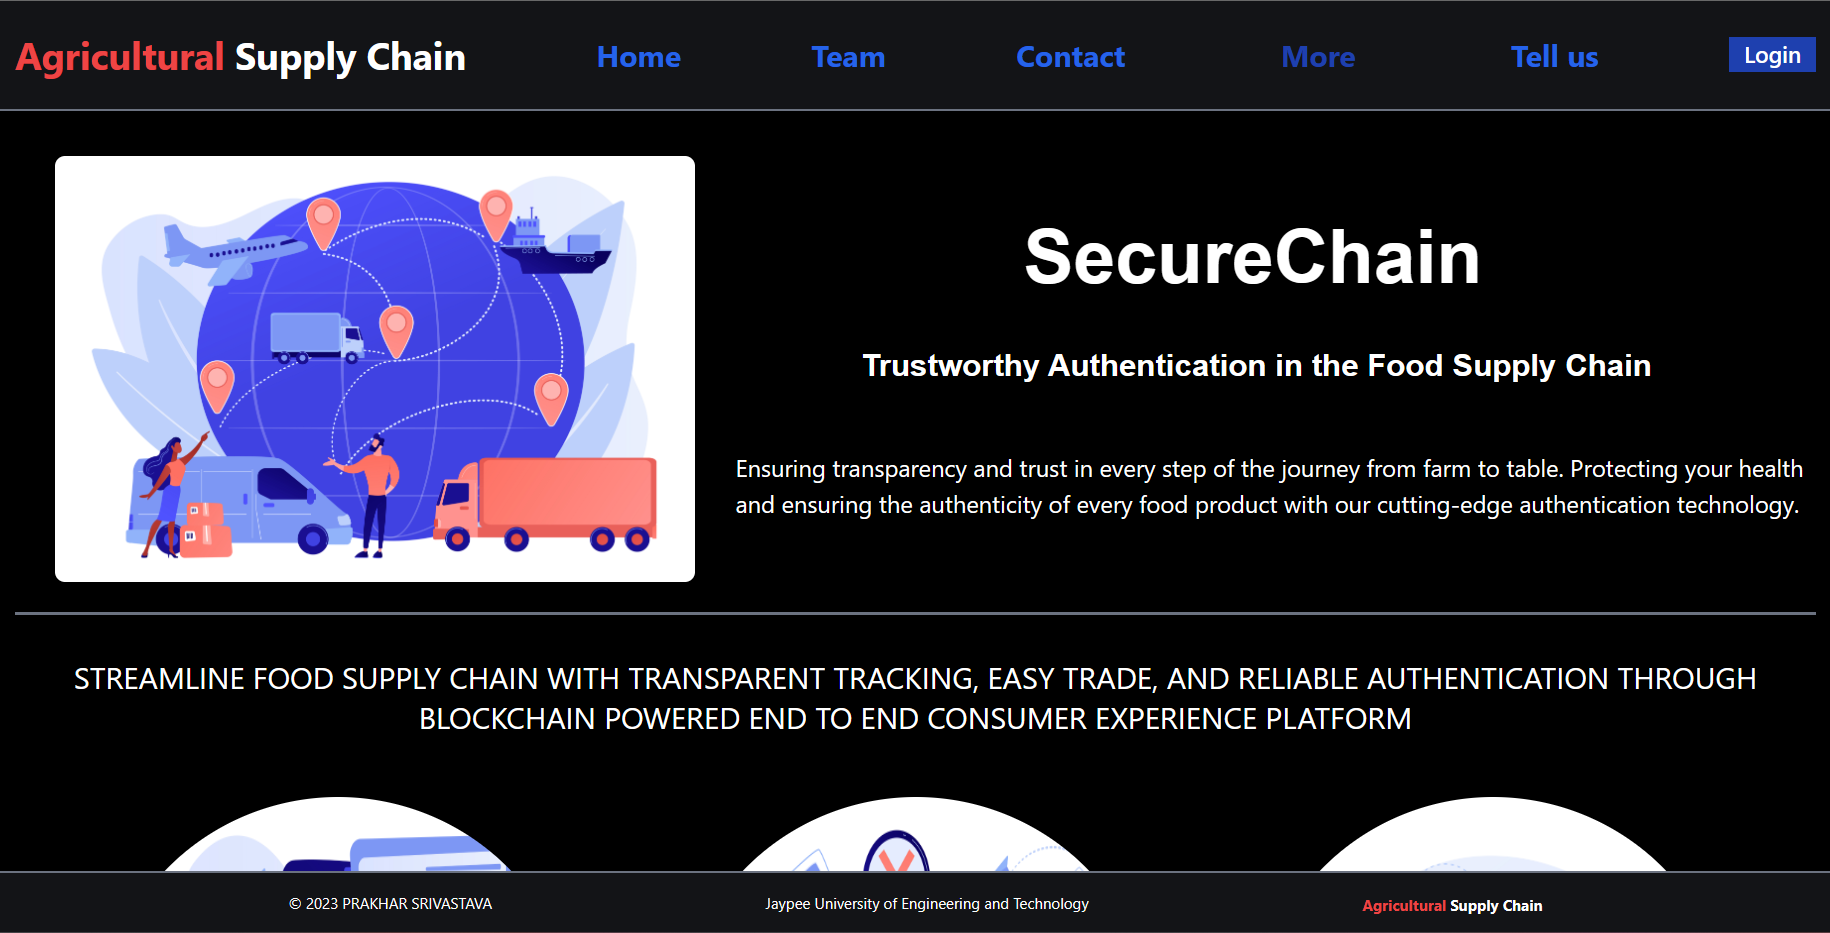 Agricultural Supply Chain
Home
Team
Contact
More
Tell us
Login
SecureChain
Trustworthy Authentication in the Food Supply Chain
Ensuring transparency and trust in every step of the journey from farm to table. Protecting your health
and ensuring the authenticity of every food product with our cutting-edge authentication technology.
STREAMLINE FOOD SUPPLY CHAIN WITH TRANSPARENT TRACKING, EASY TRADE, AND RELIABLE AUTHENTICATION THROUGH
BLOCKCHAIN POWERED END TO END CONSUMER EXPERIENCE PLATFORM
© 2023 PRAKHAR SRIVASTAVA
Jaypee University of Engineering and Technology
Agricultural Supply Chain